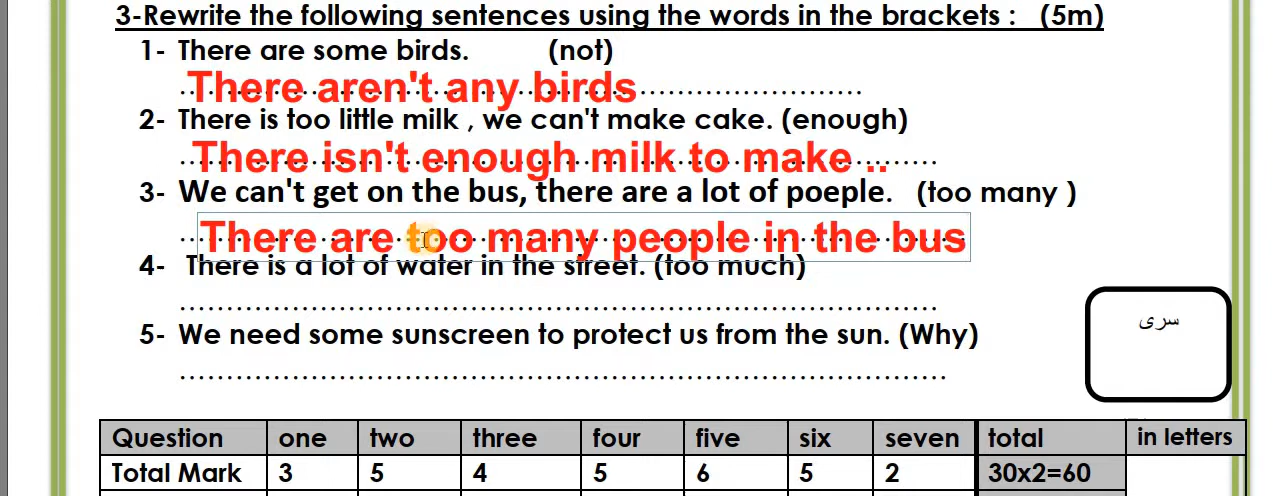 3-Rewrite the following sentences using the words in the brackets : (5m)
1- There are some birds. (not)
There aren't any birds
2- There is too little milk , we can't make cake. (enough)
There isn't enough milk to make ..
3- We can't get on the bus, there are a lot of poeple. (too many )
There are too many people in the bus
4- There is a lot of water in the street. (too much)
سرى
5- We need some sunscreen to protect us from the sun. (Why)
Question one two three four five six seven total in letters
Total Mark 3 5 4 5 6 5 2 30x2=60